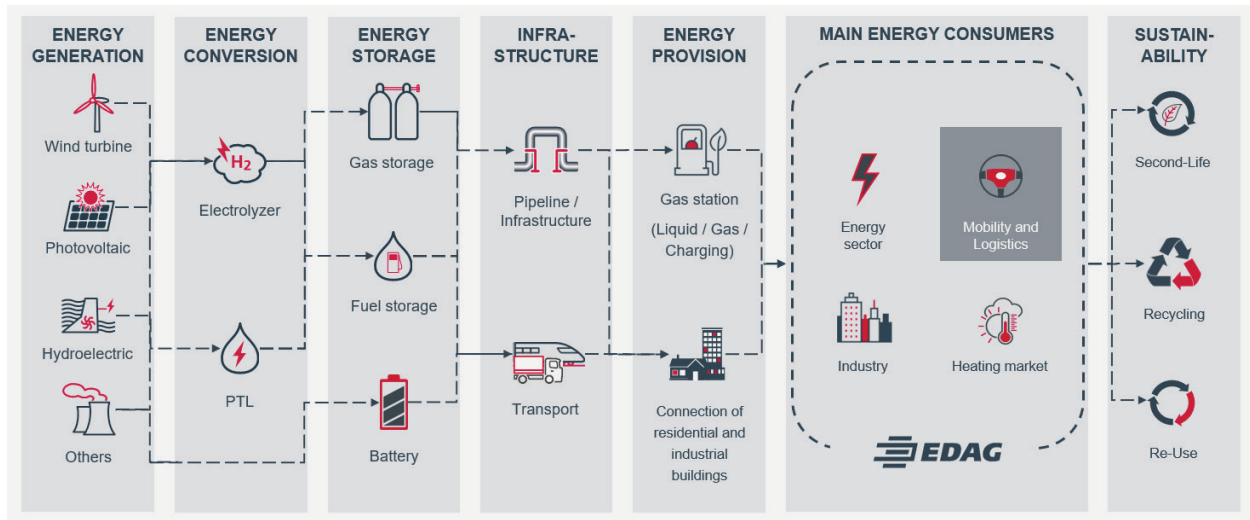 ENERGY
GENERATION
Wind turbine
Photovoltaic
Hydroelectric
Others
ENERGY
CONVERSION
H2
Electrolyzer
PTL
ENERGY
STORAGE
Gas storage
Fuel storage
Battery
INFRA-
STRUCTURE
Pipeline /
Infrastructure
Transport
ENERGY
PROVISION
Gas station
(Liquid / Gas /
Charging)
Connection of
residential and
industrial
buildings
MAIN ENERGY CONSUMERS
Energy
sector
Mobility and
Logistics
Industry
Heating market
EDAG
SUSTAIN-
ABILITY
Second-Life
Recycling
Re-Use